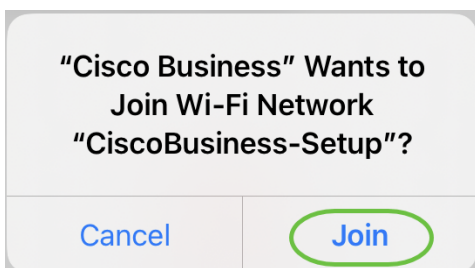 “Cisco Business” Wants to
Join Wi-Fi Network
“CiscoBusiness-Setup”?
Cancel
Join